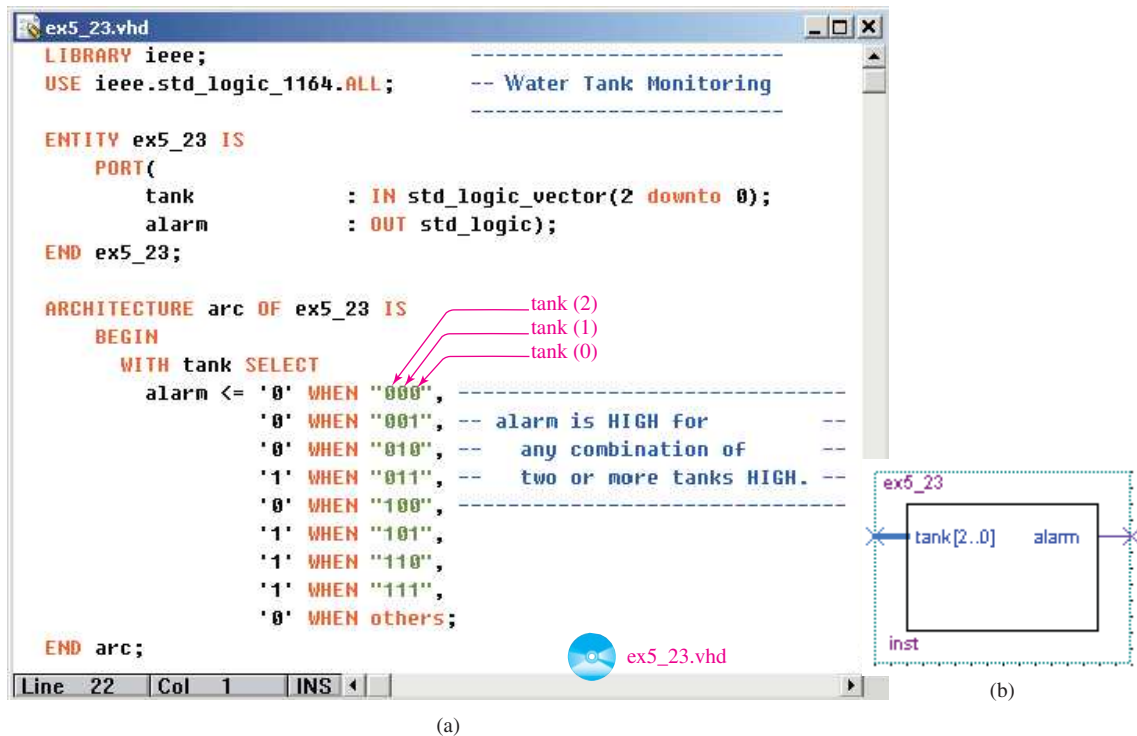 ex5_23.vhd
LIBRARY ieee; ---------------------------
USE ieee.std_logic_1164.ALL; -- Water Tank Monitoring
---------------------------
ENTITY ex5_23 IS
PORT(
tank : IN std_logic_vector(2 downto 0);
alarm : OUT std_logic);
END ex5_23;
ARCHITECTURE arc OF ex5_23 IS
tank (2)
BEGIN
tank (1)
WITH tank SELECT
tank (0)
alarm <= '0' WHEN "000", --------------------------------
'0' WHEN "001", -- alarm is HIGH for --
'0' WHEN "010", -- any combination of --
'1' WHEN "011", -- two or more tanks HIGH. --
'0' WHEN "100", --------------------------------
'1' WHEN "101",
'1' WHEN "110",
'1' WHEN "111",
'0' WHEN others;
END arc;
ex5_23.vhd
Line 22 Col 1 INS
(a)
ex5_23
tank[2..0] alarm
inst
(b)